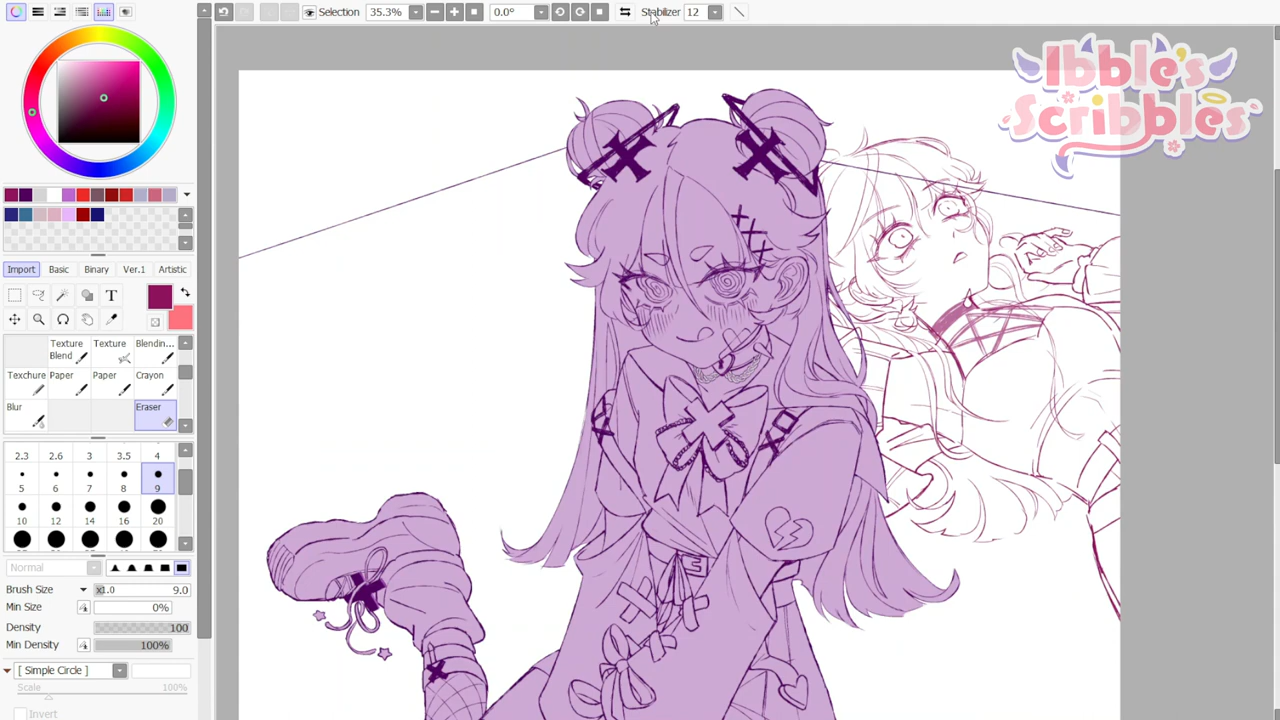 Selection 35.3% 0.0° Stabilizer 12
Ibble's
Scribbles
Import Basic Binary Ver.1 Artistic
T
Texture Blend Texture Blendin...
Texchure Paper Paper Crayon
Blur Eraser
2.3 2.6 3 3.5 4
5 6 7 8 9
10 12 14 16 20
Normal
Brush Size x1.0 9.0
Min Size 0%
Density 100
Min Density 100%
[ Simple Circle ]
Scale 100%
Invert